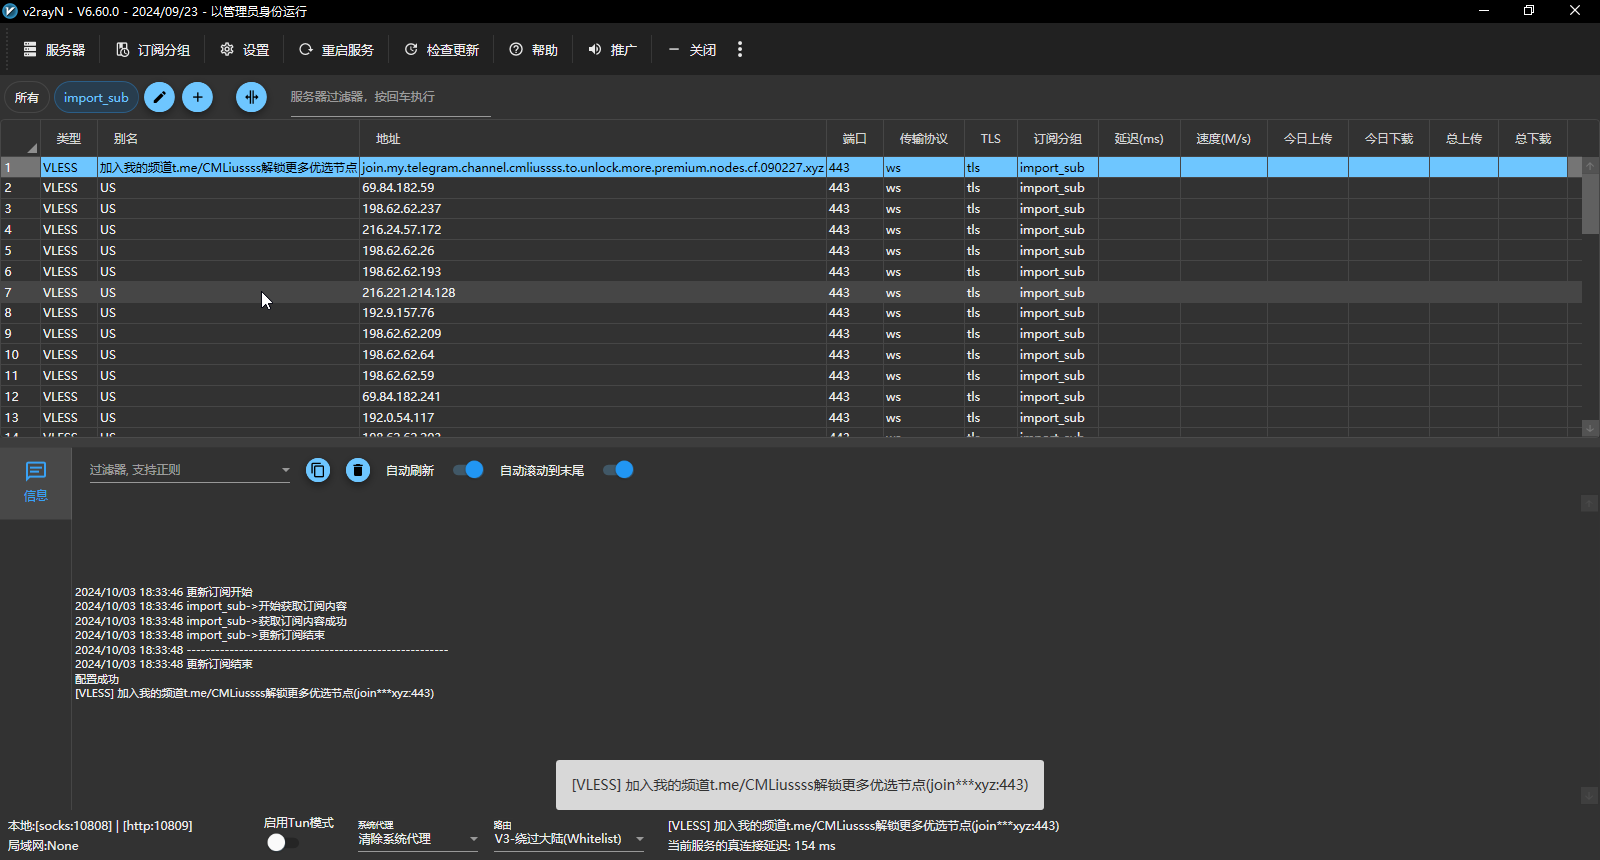 v2rayN - V6.60.0 - 2024/09/23 - 以管理员身份运行
服务器 订阅分组 设置 重启服务 检查更新 帮助 推广 关闭
所有 import_sub 服务器过滤器，按回车执行
类型 别名 地址 端口 传输协议 TLS 订阅分组 延迟(ms) 速度(M/s) 今日上传 今日下载 总上传 总下载
1 VLESS 加入我的频道t.me/CMLiussss解锁更多优选节点 join.my.telegram.channel.cmliussss.to.unlock.more.premium.nodes.cf.090227.xyz 443 ws tls import_sub
2 VLESS US 69.84.182.59 443 ws tls import_sub
3 VLESS US 198.62.62.237 443 ws tls import_sub
4 VLESS US 216.24.57.172 443 ws tls import_sub
5 VLESS US 198.62.62.26 443 ws tls import_sub
6 VLESS US 198.62.62.193 443 ws tls import_sub
7 VLESS US 216.221.214.128 443 ws tls import_sub
8 VLESS US 192.9.157.76 443 ws tls import_sub
9 VLESS US 198.62.62.209 443 ws tls import_sub
10 VLESS US 198.62.62.64 443 ws tls import_sub
11 VLESS US 198.62.62.59 443 ws tls import_sub
12 VLESS US 69.84.182.241 443 ws tls import_sub
13 VLESS US 192.0.54.117 443 ws tls import_sub
信息
过滤器, 支持正则 自动刷新 自动滚动到末尾
2024/10/03 18:33:46 更新订阅开始
2024/10/03 18:33:46 import_sub->开始获取订阅内容
2024/10/03 18:33:48 import_sub->获取订阅内容成功
2024/10/03 18:33:48 import_sub->更新订阅结束
2024/10/03 18:33:48 -------------------------------------------------------
2024/10/03 18:33:48 更新订阅结束
配置成功
[VLESS] 加入我的频道t.me/CMLiussss解锁更多优选节点(join***xyz:443)
[VLESS] 加入我的频道t.me/CMLiussss解锁更多优选节点(join***xyz:443)
本地:[socks:10808] | [http:10809]
局域网:None
启用Tun模式
系统代理
清除系统代理
路由
V3-绕过大陆(Whitelist)
[VLESS] 加入我的频道t.me/CMLiussss解锁更多优选节点(join***xyz:443)
当前服务的真连接延迟: 154 ms